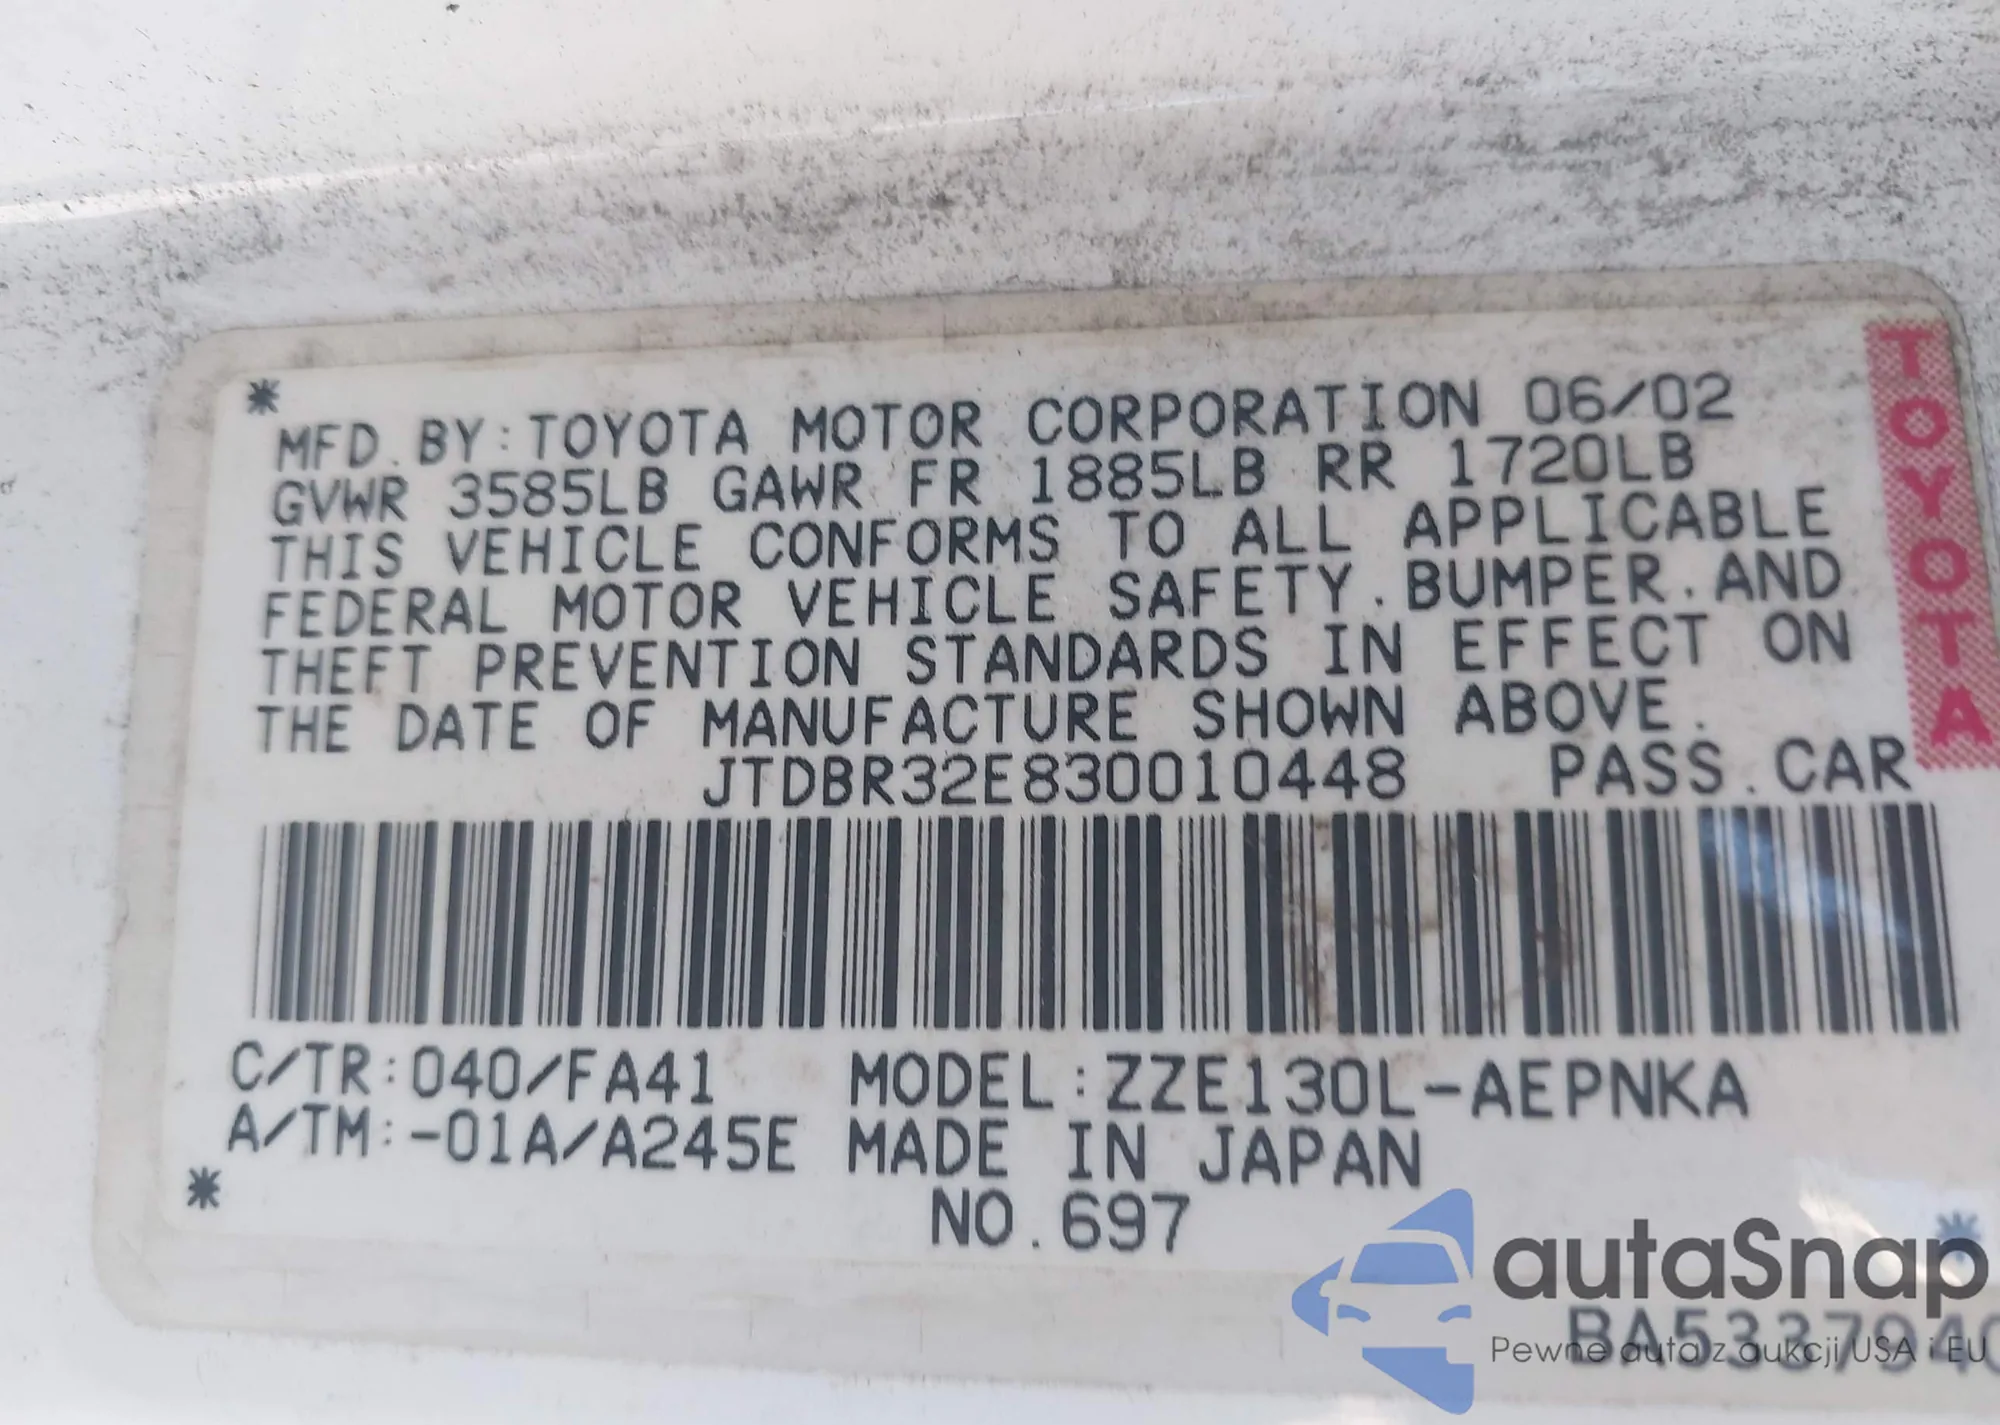 *
MFD. BY: TOYOTA MOTOR CORPORATION 06/02
GVWR 3585LB GAWR FR 1885LB RR 1720LB
THIS VEHICLE CONFORMS TO ALL APPLICABLE
FEDERAL MOTOR VEHICLE SAFETY. BUMPER. AND
THEFT PREVENTION STANDARDS IN EFFECT ON
THE DATE OF MANUFACTURE SHOWN ABOVE.
JTDBR32E830010448 PASS. CAR
TOYOTA
C/TR: 040/FA41 MODEL: ZZE130L-AEPNKA
A/TM: -01A/A245E MADE IN JAPAN
* NO. 697 *
autaSnap
BA5337940
Pewne auta z aukcji USA i EU